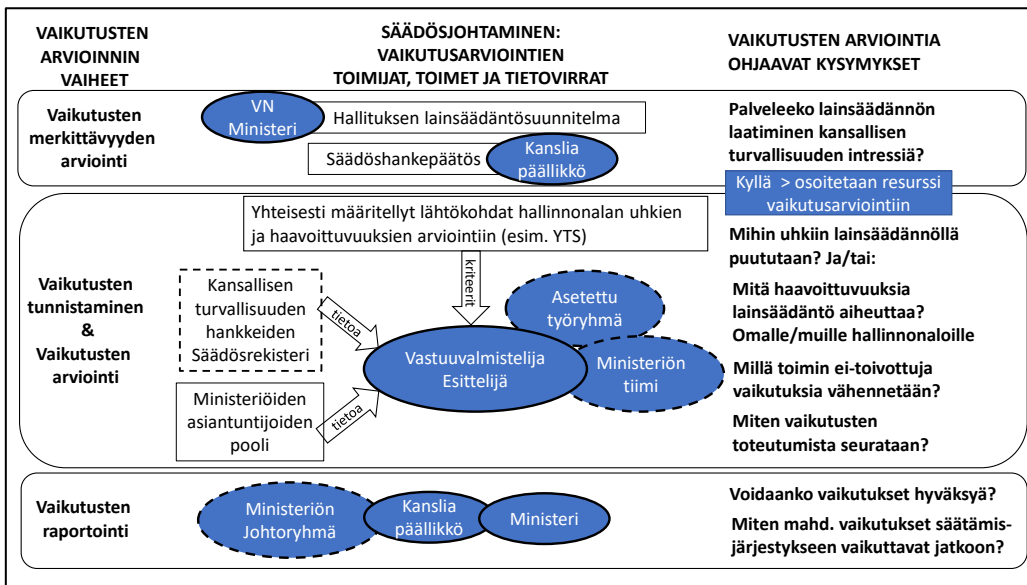 VAIKUTUSTEN
ARVIOINNIN
VAIHEET
SÄÄDÖSJOHTAMINEN:
VAIKUTUSARVIOINTIEN
TOIMIJAT, TOIMET JA TIETOVIRRAT
VAIKUTUSTEN ARVIOINTIA
OHJAAVAT KYSYMYKSET
Vaikutusten
merkittävyyden
arviointi
VN
Ministeri
Hallituksen lainsäädäntösuunnitelma
Säädöshankepäätös
Kanslia
päällikkö
Palveleeko lainsäädännön
laatiminen kansallisen
turvallisuuden intressiä?
Kyllä > osoitetaan resurssi
vaikutusarviointiin
Vaikutusten
tunnistaminen
&
Vaikutusten
arviointi
Yhteisesti määritellyt lähtökohdat hallinnonalan uhkien
ja haavoittuvuuksien arviointiin (esim. YTS)
kriteerit
Kansallisen
turvallisuuden
hankkeiden
Säädösrekisteri
tietoa
Ministeriöiden
asiantuntijoiden
pooli
tietoa
Asetettu
työryhmä
Vastuuvalmistelija
Esittelijä
Ministeriön
tiimi
Mihin uhkiin lainsäädännöllä
puututaan? Ja/tai:
Mitä haavoittuvuuksia
lainsäädäntö aiheuttaa?
Omalle/muille hallinnonaloille
Millä toimin ei-toivottuja
vaikutuksia vähennetään?
Miten vaikutusten
toteutumista seurataan?
Vaikutusten
raportointi
Ministeriön
Johtoryhmä
Kanslia
päällikkö
Ministeri
Voidaanko vaikutukset hyväksyä?
Miten mahd. vaikutukset säätämis-
järjestykseen vaikuttavat jatkoon?